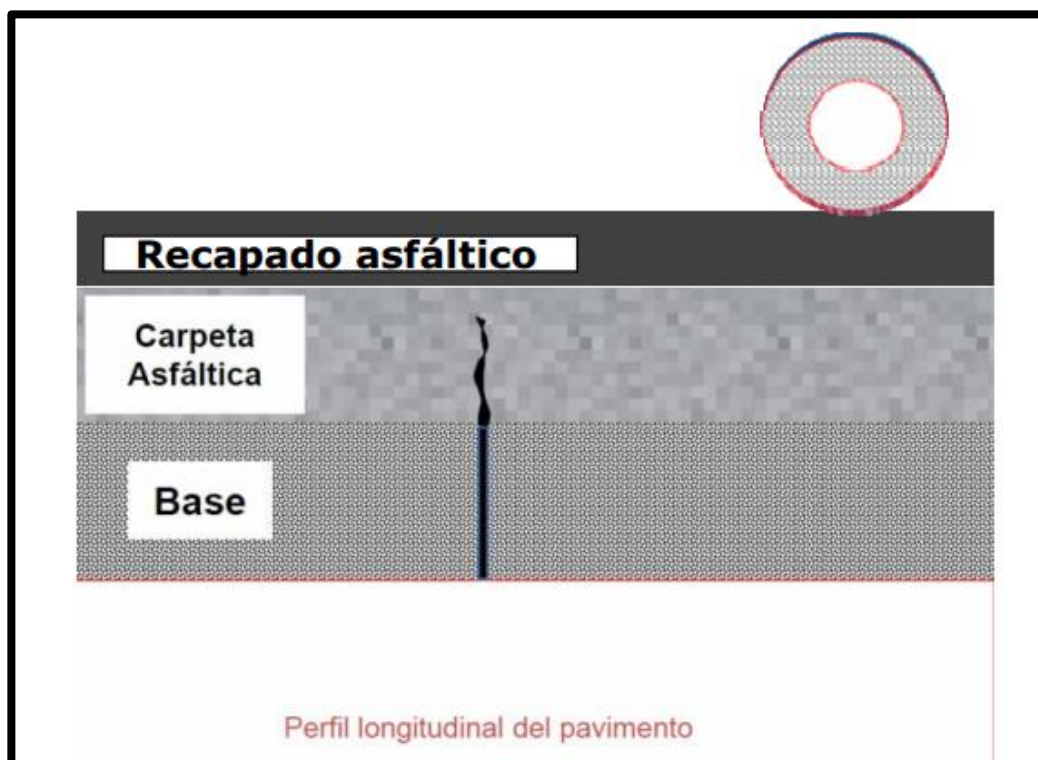 Recapado asfáltico
Carpeta
Asfáltica
Base
Perfil longitudinal del pavimento